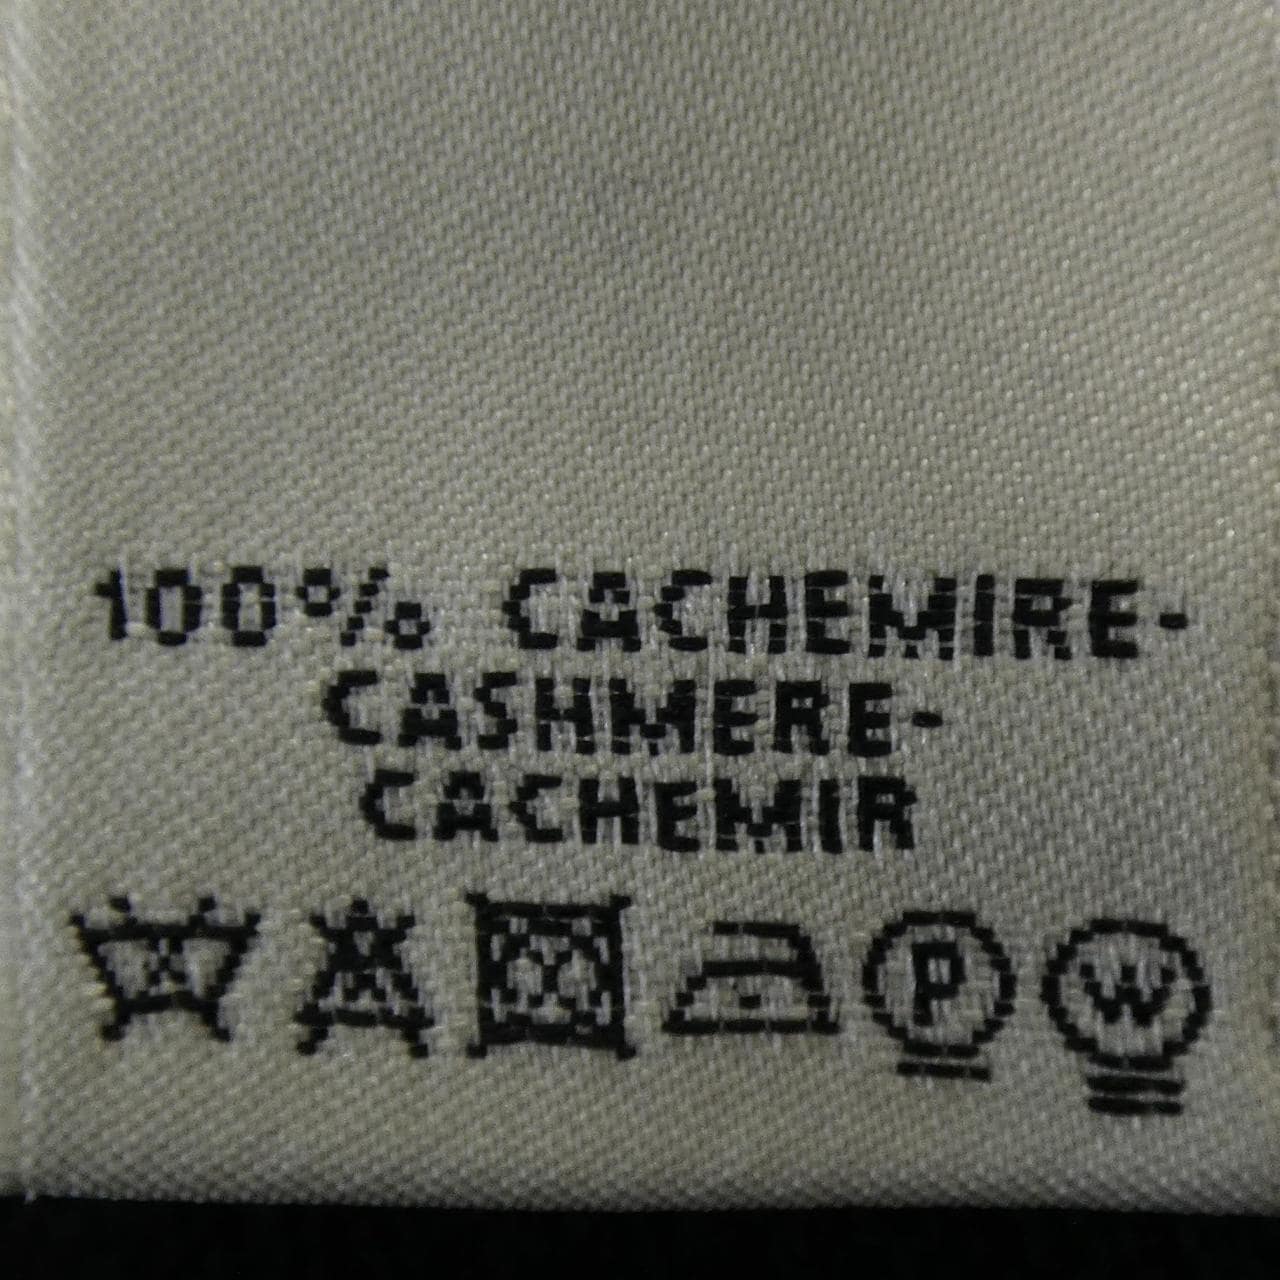 100% CACHEMIRE-
CASHMERE-
CACHEMIR
P W